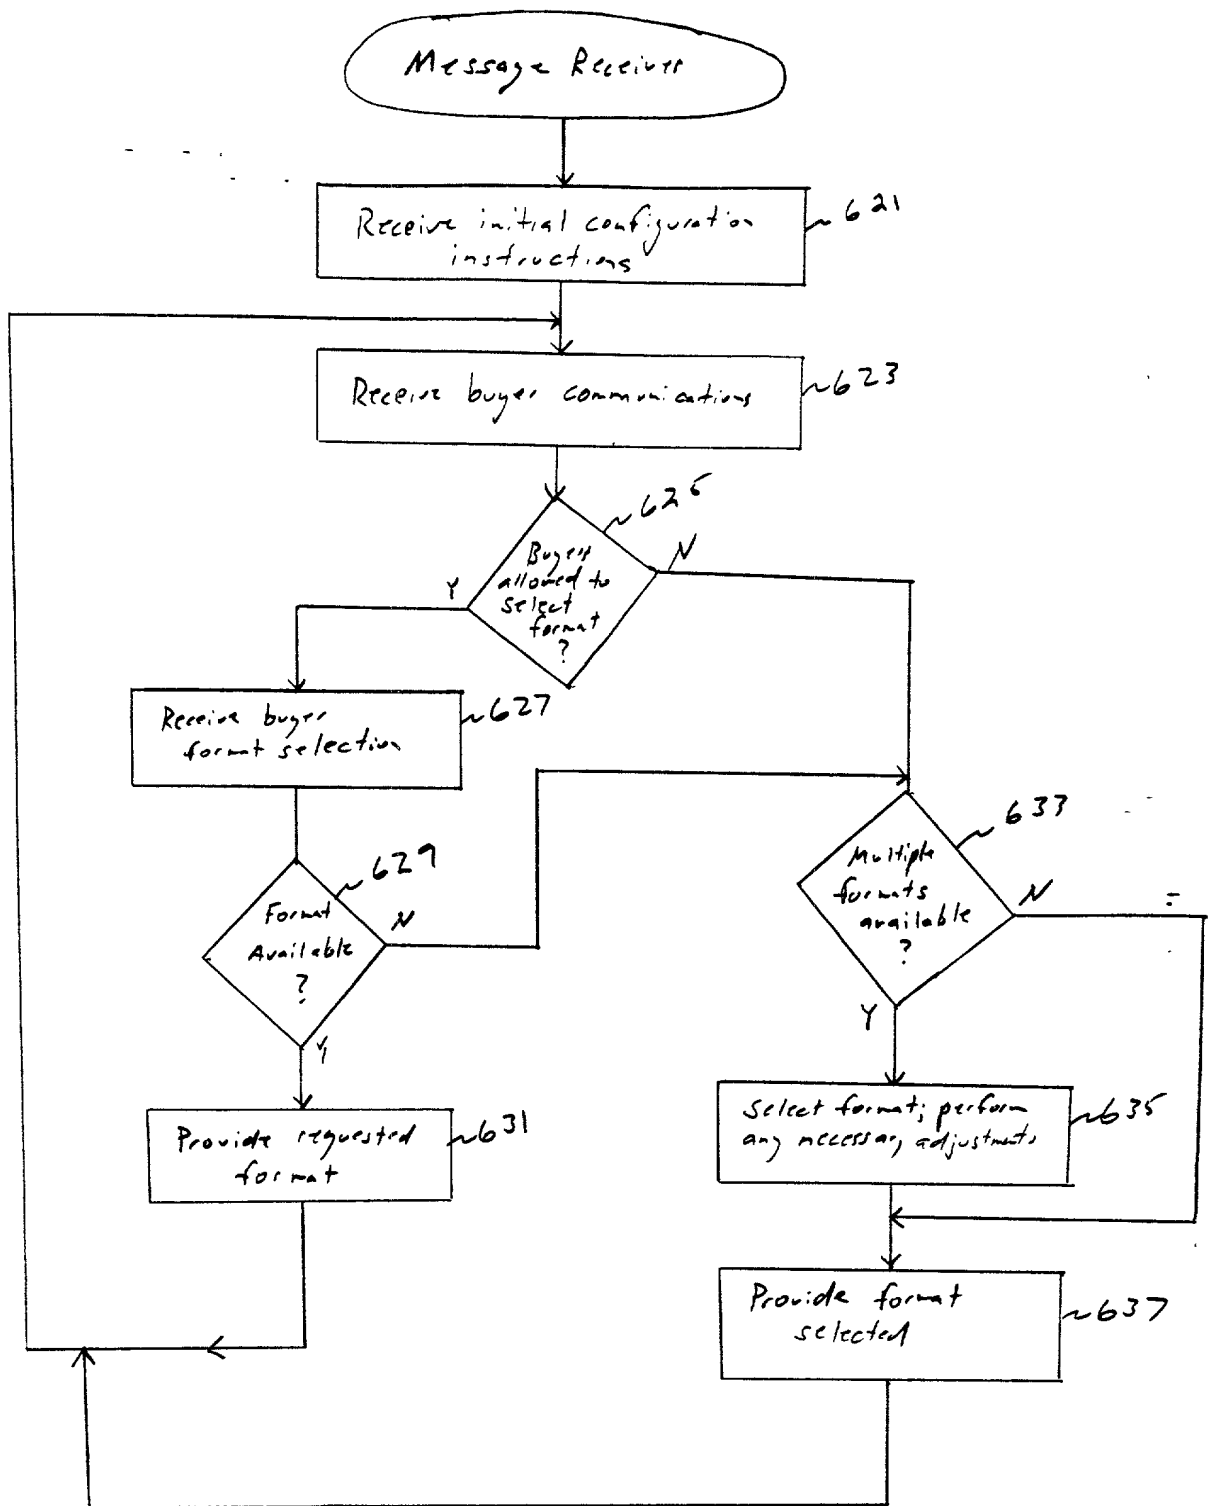 Message Receiver
Receive initial configuration
instructions
621
Receive buyer communications
623
625
Buyer
allowed to
select
format
?
Y
N
Receive buyer
format selection
627
629
Format
Available
?
N
Y
633
Multiple
formats
available
?
N
Y
Provide requested
format
631
Select format; perform
any necessary adjustments
635
Provide format
selected
637